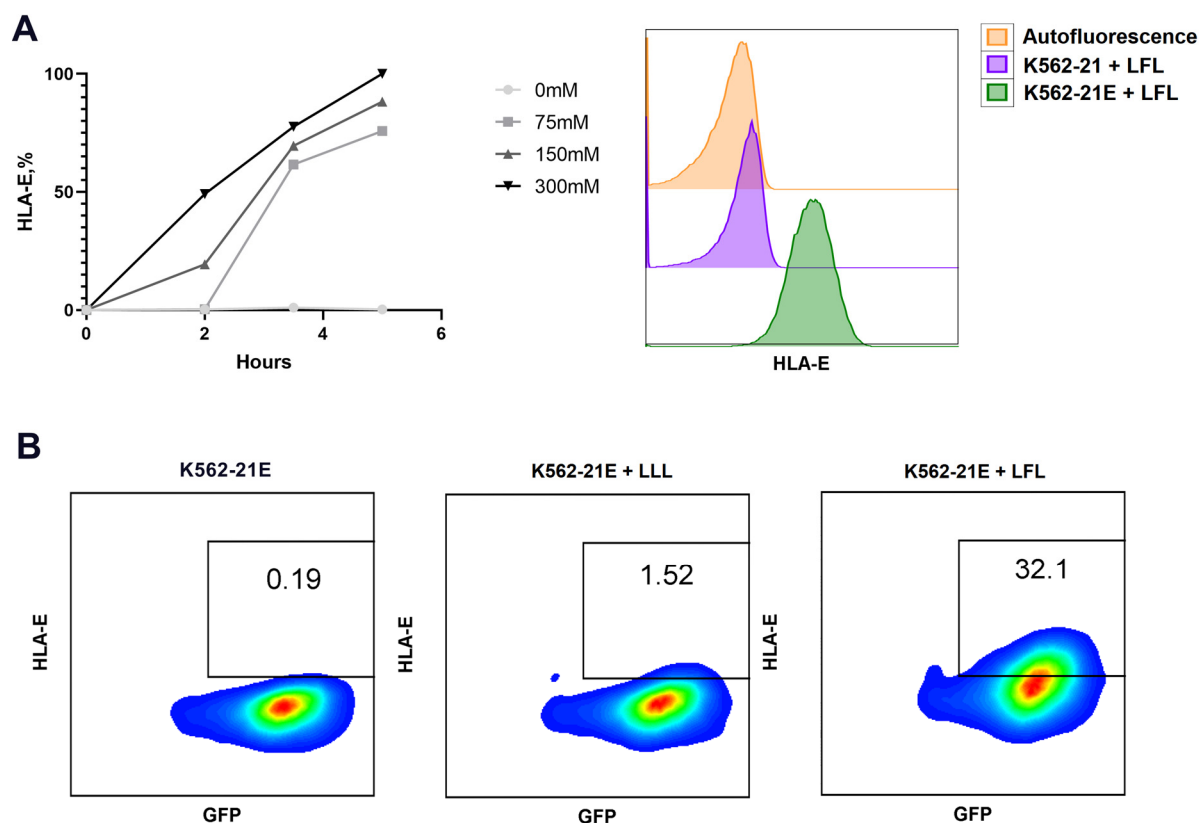 A
HLA-E,%
100
50
0
0
2
4
6
Hours
0mM
75mM
150mM
300mM
HLA-E
Autofluorescence
K562-21 + LFL
K562-21E + LFL
B
K562-21E
HLA-E
0.19
GFP
K562-21E + LLL
HLA-E
1.52
GFP
K562-21E + LFL
HLA-E
32.1
GFP